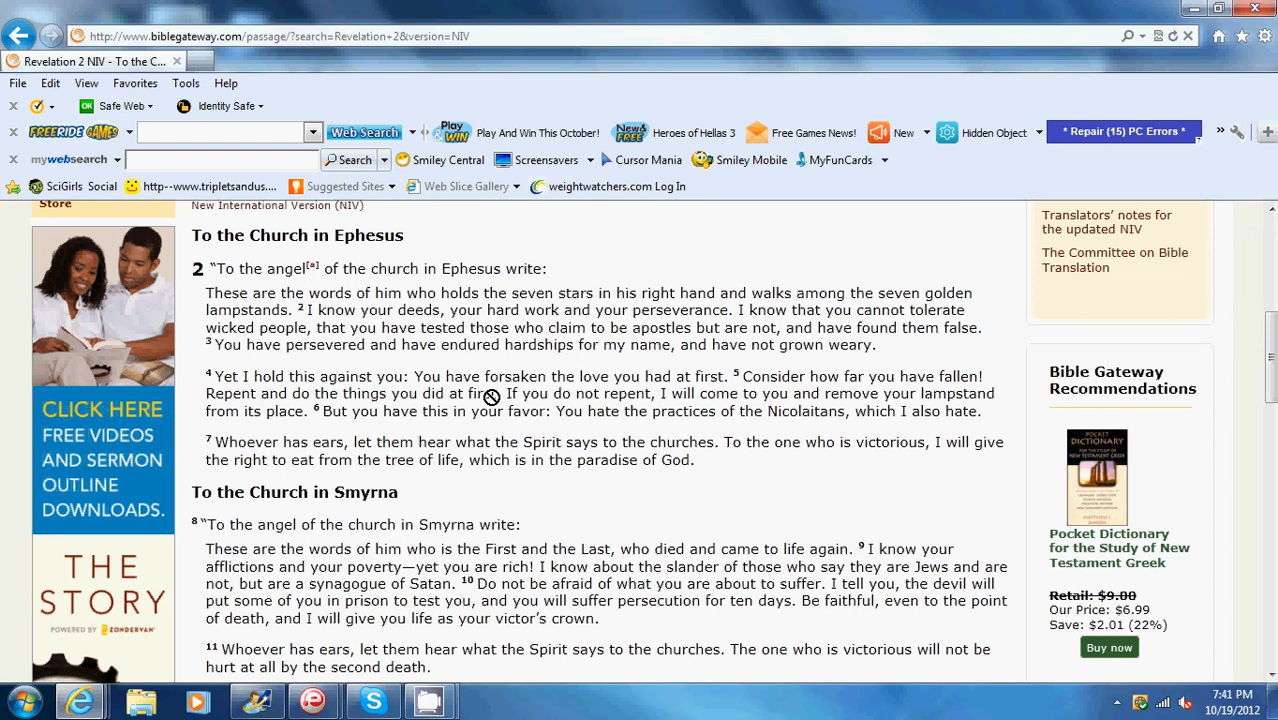 http://www.biblegateway.com/passage/?search=Revelation+2&version=NIV
Revelation 2 NIV - To the C...
File Edit View Favorites Tools Help
OK Safe Web Identity Safe
FREERIDE GAMES Web Search Play And Win This October! Heroes of Hellas 3 Free Games News! New Hidden Object * Repair (15) PC Errors * »
mywebsearch Search Smiley Central Screensavers Cursor Mania Smiley Mobile MyFunCards
SciGirls Social http--www.tripletsandus.... Suggested Sites Web Slice Gallery weightwatchers.com Log In
Store
CLICK HERE
FREE VIDEOS
AND SERMON
OUTLINE
DOWNLOADS.
THE
STORY
POWERED BY ZONDERVAN
New International Version (NIV)
To the Church in Ephesus
2 "To the angel[a] of the church in Ephesus write:
These are the words of him who holds the seven stars in his right hand and walks among the seven golden
lampstands. 2 I know your deeds, your hard work and your perseverance. I know that you cannot tolerate
wicked people, that you have tested those who claim to be apostles but are not, and have found them false.
3 You have persevered and have endured hardships for my name, and have not grown weary.
4 Yet I hold this against you: You have forsaken the love you had at first. 5 Consider how far you have fallen!
Repent and do the things you did at first. If you do not repent, I will come to you and remove your lampstand
from its place. 6 But you have this in your favor: You hate the practices of the Nicolaitans, which I also hate.
7 Whoever has ears, let them hear what the Spirit says to the churches. To the one who is victorious, I will give
the right to eat from the tree of life, which is in the paradise of God.
To the Church in Smyrna
8 "To the angel of the church in Smyrna write:
These are the words of him who is the First and the Last, who died and came to life again. 9 I know your
afflictions and your poverty—yet you are rich! I know about the slander of those who say they are Jews and are
not, but are a synagogue of Satan. 10 Do not be afraid of what you are about to suffer. I tell you, the devil will
put some of you in prison to test you, and you will suffer persecution for ten days. Be faithful, even to the point
of death, and I will give you life as your victor's crown.
11 Whoever has ears, let them hear what the Spirit says to the churches. The one who is victorious will not be
hurt at all by the second death.
Translators' notes for
the updated NIV
The Committee on Bible
Translation
Bible Gateway
Recommendations
POCKET
DICTIONARY
Pocket Dictionary
for the Study of New
Testament Greek
Retail: $9.00
Our Price: $6.99
Save: $2.01 (22%)
Buy now
7:41 PM
10/19/2012